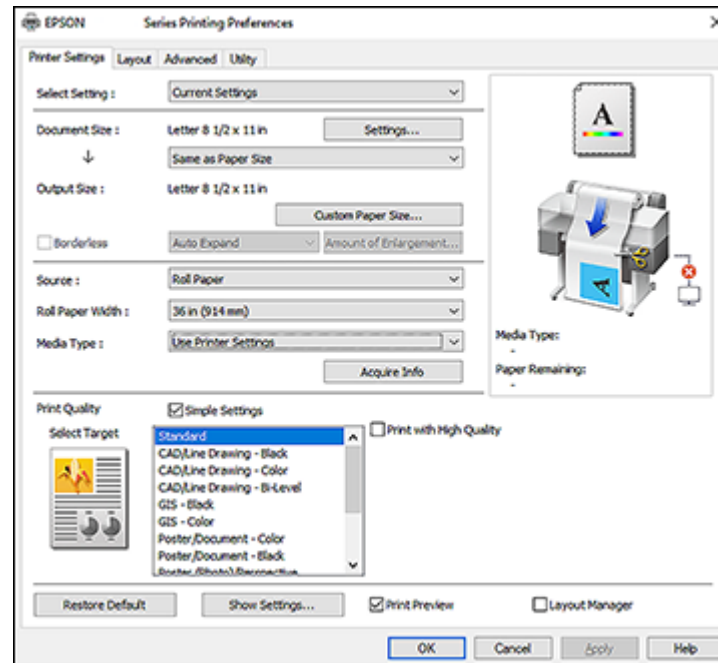 EPSON Series Printing Preferences
Printer Settings Layout Advanced Utility
Select Setting : Current Settings
Document Size : Letter 8 1/2 x 11 in Settings...
Same as Paper Size
Output Size : Letter 8 1/2 x 11 in
Custom Paper Size...
Borderless Auto Expand Amount of Enlargement...
Source : Roll Paper
Roll Paper Width : 36 in (914 mm)
Media Type : Use Printer Settings
Acquire Info
A
A
Media Type:
-
Paper Remaining:
-
Print Quality Simple Settings
Select Target
Standard
CAD/Line Drawing - Black
CAD/Line Drawing - Color
CAD/Line Drawing - Bi-Level
GIS - Black
GIS - Color
Poster/Document - Color
Poster/Document - Black
Poster (Photo)/Perspective
Print with High Quality
Restore Default Show Settings... Print Preview Layout Manager
OK Cancel Apply Help